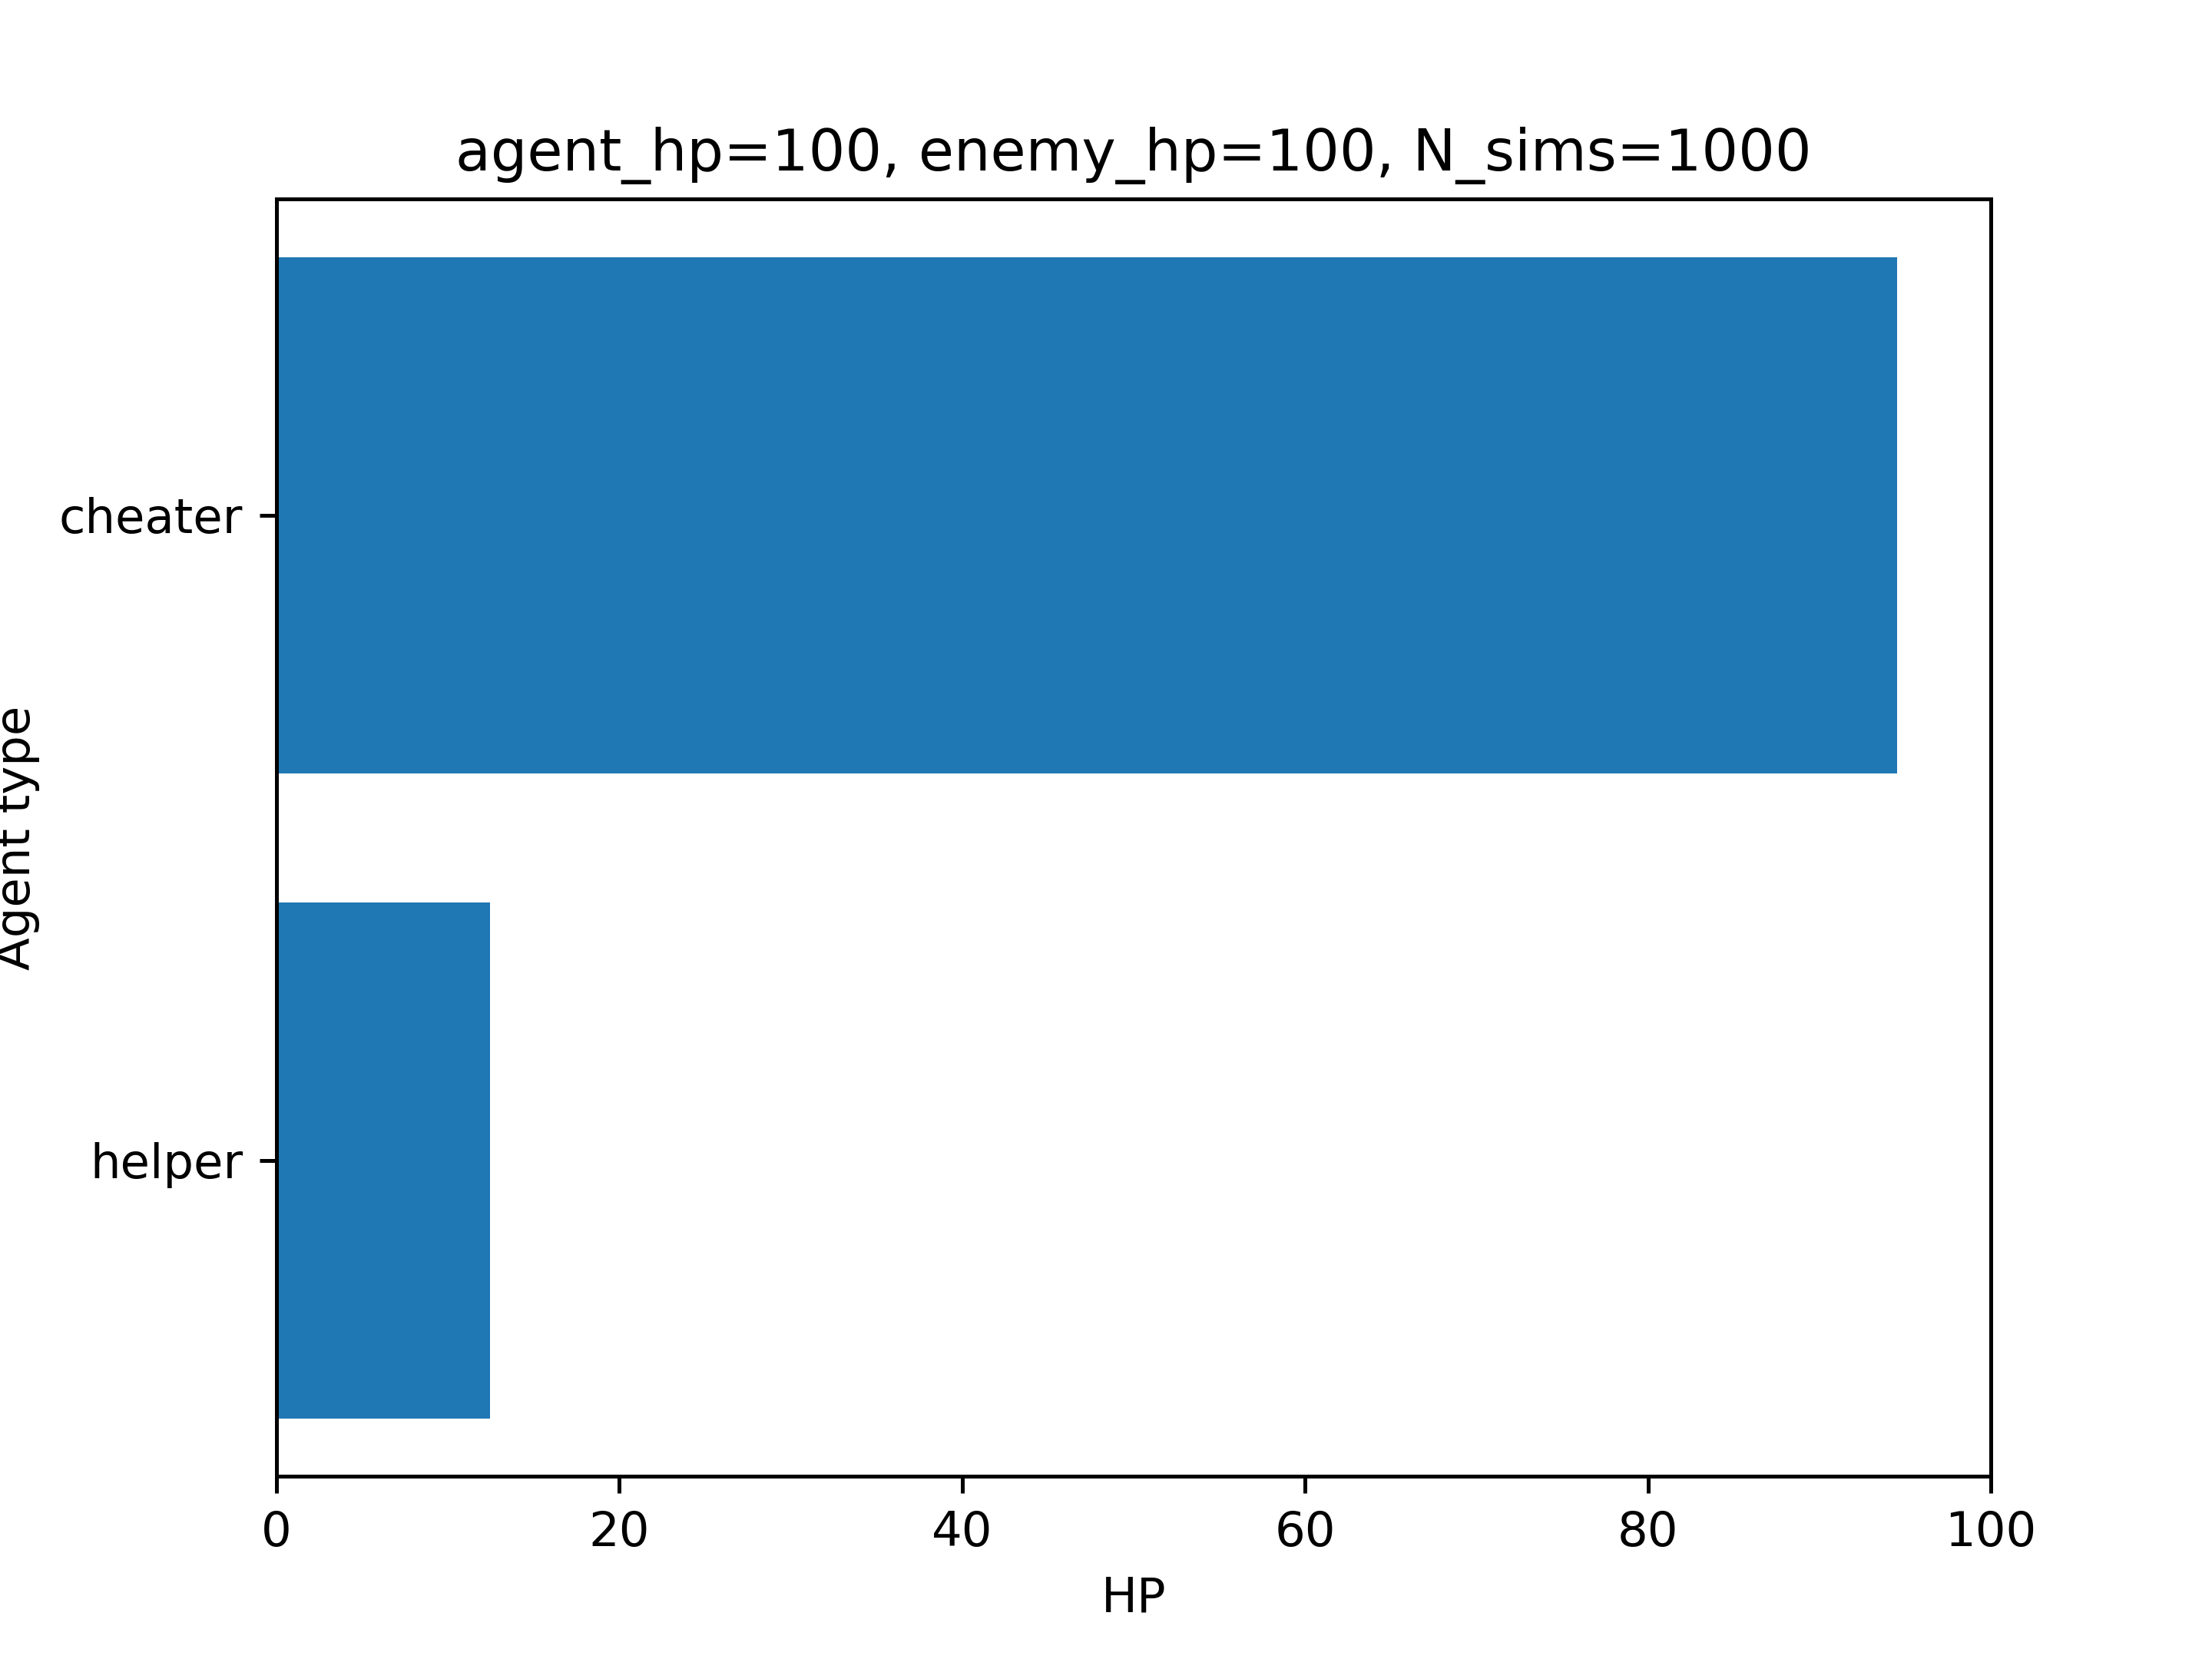 agent_hp=100, enemy_hp=100, N_sims=1000
cheater
Agent type
helper
0 20 40 60 80 100
HP